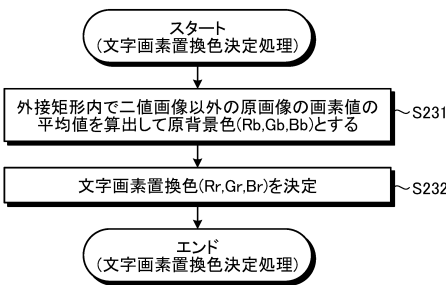 スタート
(文字画素置換色決定処理)
外接矩形内で二値画像以外の原画像の画素値の
平均値を算出して原背景色(Rb,Gb,Bb)とする
S231
文字画素置換色(Rr,Gr,Br)を決定
S232
エンド
(文字画素置換色決定処理)